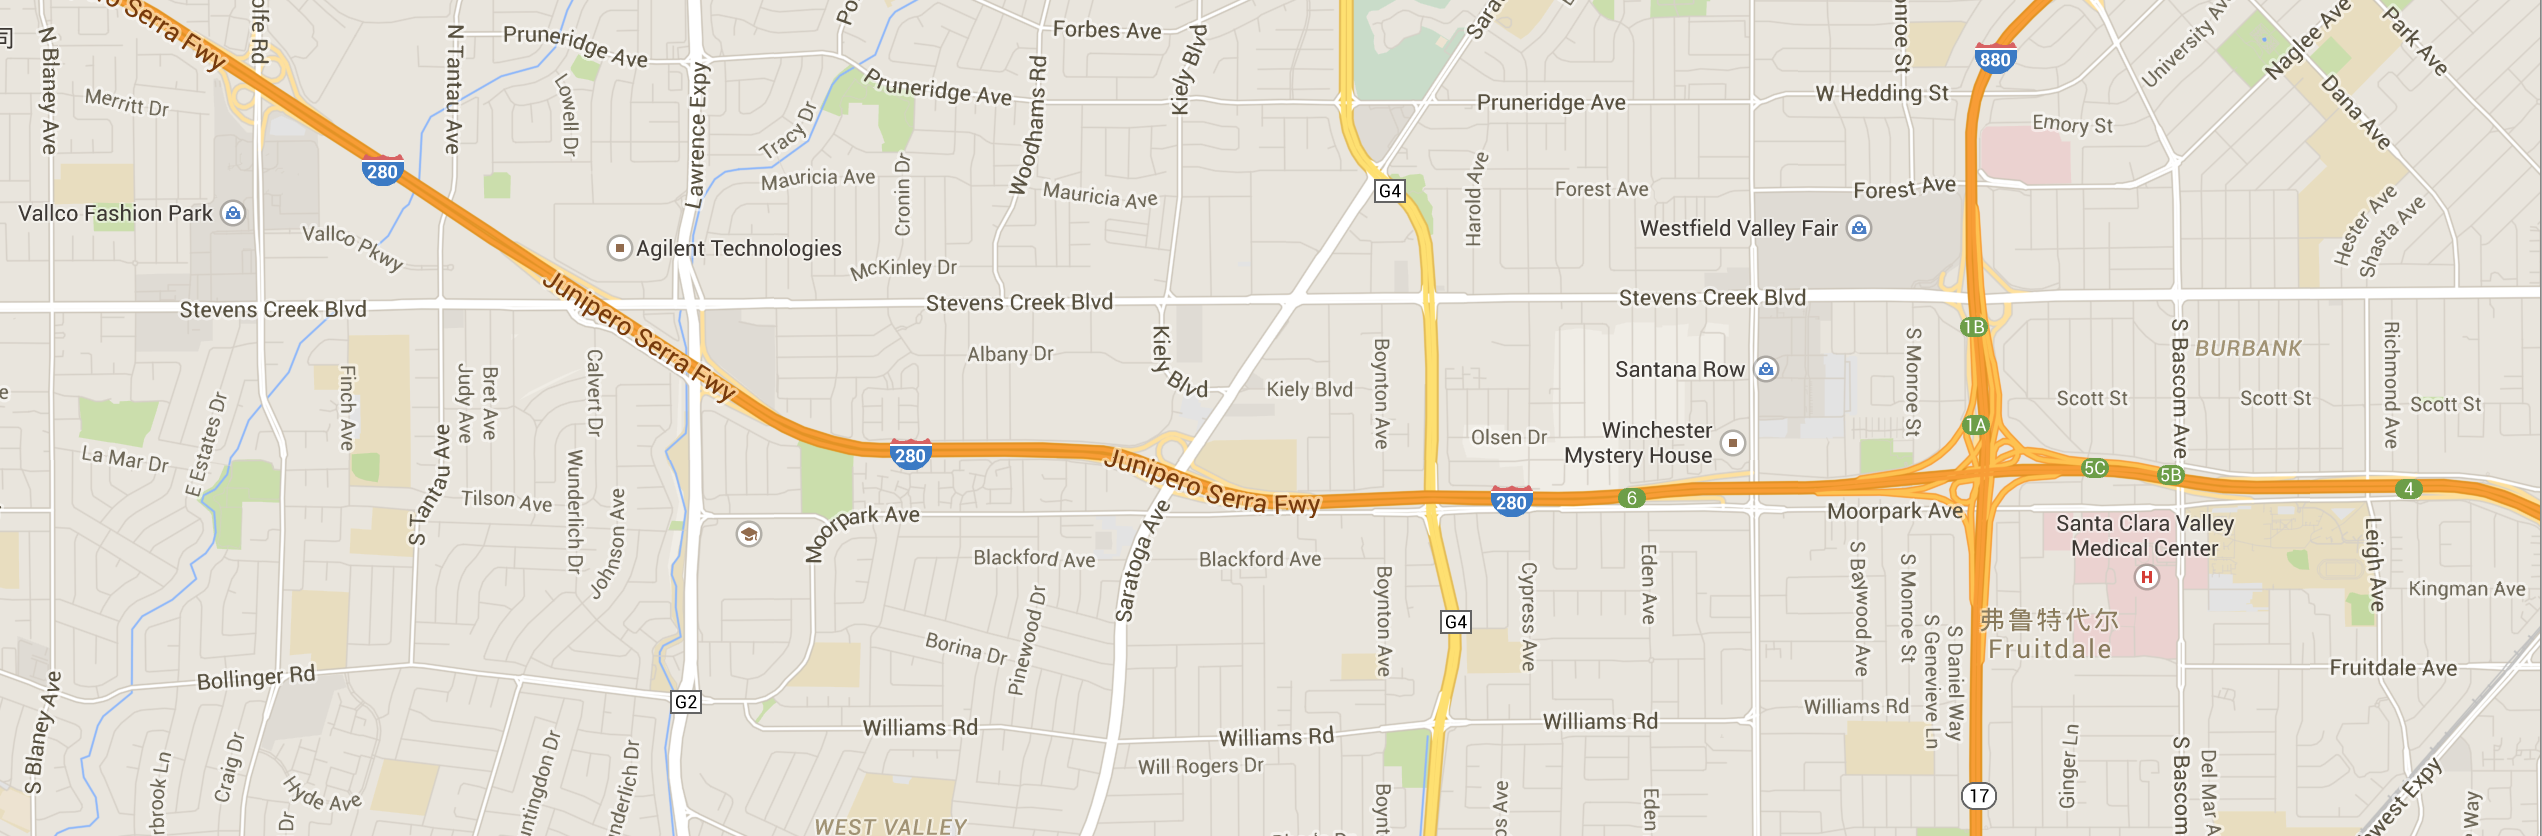 Serra Fwy
N Blaney Ave
Merritt Dr
Vallco Fashion Park
Vallco Pkwy
280
N Tantau Ave
Pruneridge Ave
Lowell Dr
Lawrence Expy
Agilent Technologies
Tracy Dr
Mauricia Ave
Cronin Dr
Pruneridge Ave
Forbes Ave
Woodhams Rd
Mauricia Ave
McKinley Dr
Kiely Blvd
G4
Harold Ave
Pruneridge Ave
Forest Ave
Westfield Valley Fair
W Hedding St
Forest Ave
880
Emory St
University Ave
Naglee Ave
Park Ave
Dana Ave
Hester Ave
Shasta Ave
Stevens Creek Blvd
Junipero Serra Fwy
Stevens Creek Blvd
Stevens Creek Blvd
Finch Ave
E Estates Dr
La Mar Dr
Judy Ave
Bret Ave
Calvert Dr
S Tantau Ave
Tilson Ave
Wunderlich Dr
Johnson Ave
Albany Dr
Kiely Blvd
Kiely Blvd
Boynton Ave
280
Junipero Serra Fwy
Moorpark Ave
Blackford Ave
Saratoga Ave
Blackford Ave
Olsen Dr
Santana Row
Winchester
Mystery House
280
6
1B
1A
S Monroe St
S Bascom Ave
BURBANK
Scott St
Scott St
Richmond Ave
Scott St
5C
5B
4
Moorpark Ave
Santa Clara Valley
Medical Center
H
Leigh Ave
Kingman Ave
弗鲁特代尔
Fruitdale
Fruitdale Ave
S Baywood Ave
S Monroe St
S Genevieve Ln
S Daniel Way
Eden Ave
Cypress Ave
G4
Boynton Ave
Borina Dr
Pinewood Dr
Bollinger Rd
S Blaney Ave
G2
Williams Rd
Williams Rd
Williams Rd
Williams Rd
Will Rogers Dr
Craig Dr
Hyde Ave
Dr
WEST VALLEY
Eden
17
Ginger Ln
S Bascom
Del Mar A
Way